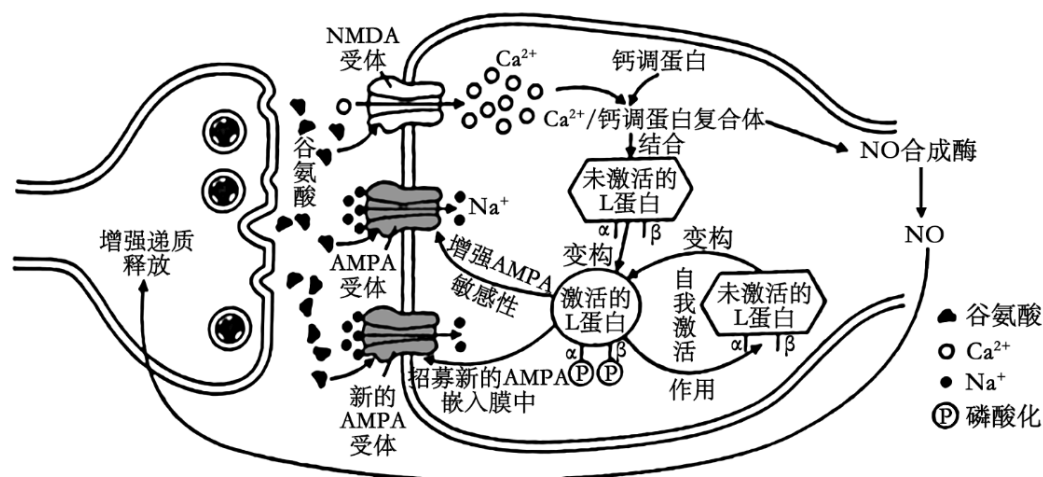 NMDA
受体
Ca²⁺
钙调蛋白
Ca²⁺/钙调蛋白复合体
结合
NO合成酶
谷氨酸
未激活的
L蛋白
α
β
Na⁺
NO
增强递质
释放
AMPA
受体
增强AMPA
敏感性
变构
变构
激活的
L蛋白
自我激活
未激活的
L蛋白
α
β
α
β
P
P
作用
招募新的AMPA
嵌入膜中
新的
AMPA
受体
谷氨酸
Ca²⁺
Na⁺
P 磷酸化